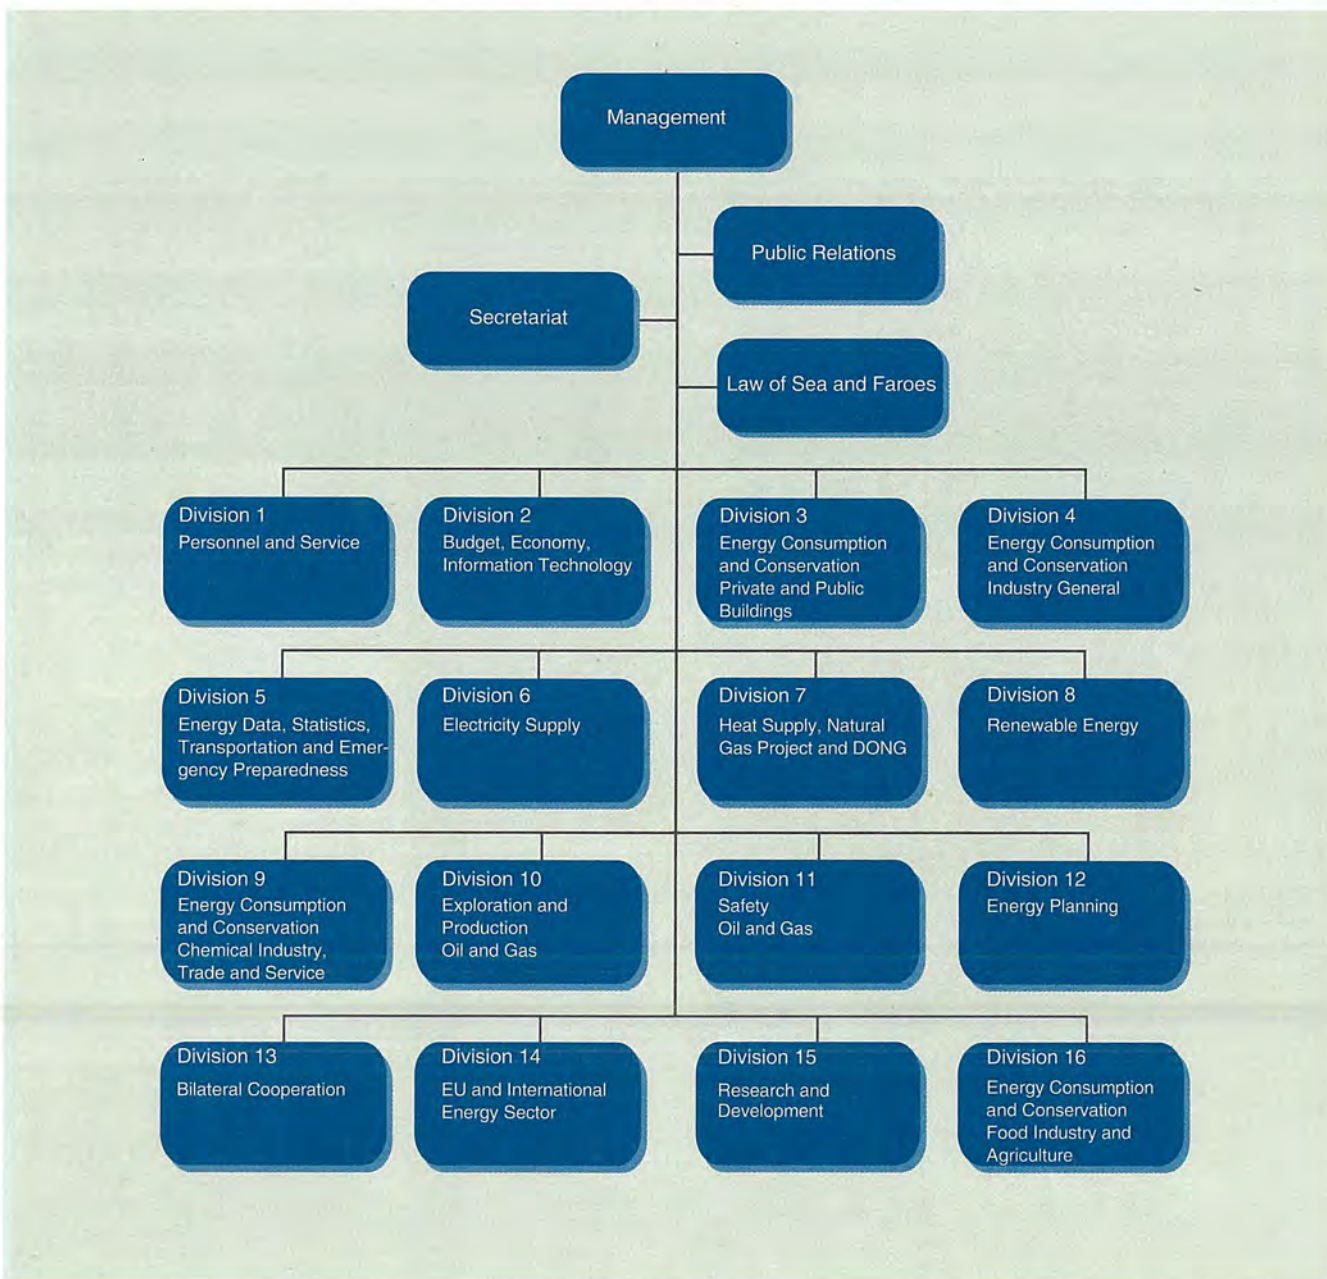 Management
Public Relations
Secretariat
Law of Sea and Faroes
Division 1
Personnel and Service
Division 2
Budget, Economy,
Information Technology
Division 3
Energy Consumption
and Conservation
Private and Public
Buildings
Division 4
Energy Consumption
and Conservation
Industry General
Division 5
Energy Data, Statistics,
Transportation and Emer-
gency Preparedness
Division 6
Electricity Supply
Division 7
Heat Supply, Natural
Gas Project and DONG
Division 8
Renewable Energy
Division 9
Energy Consumption
and Conservation
Chemical Industry,
Trade and Service
Division 10
Exploration and
Production
Oil and Gas
Division 11
Safety
Oil and Gas
Division 12
Energy Planning
Division 13
Bilateral Cooperation
Division 14
EU and International
Energy Sector
Division 15
Research and
Development
Division 16
Energy Consumption
and Conservation
Food Industry and
Agriculture